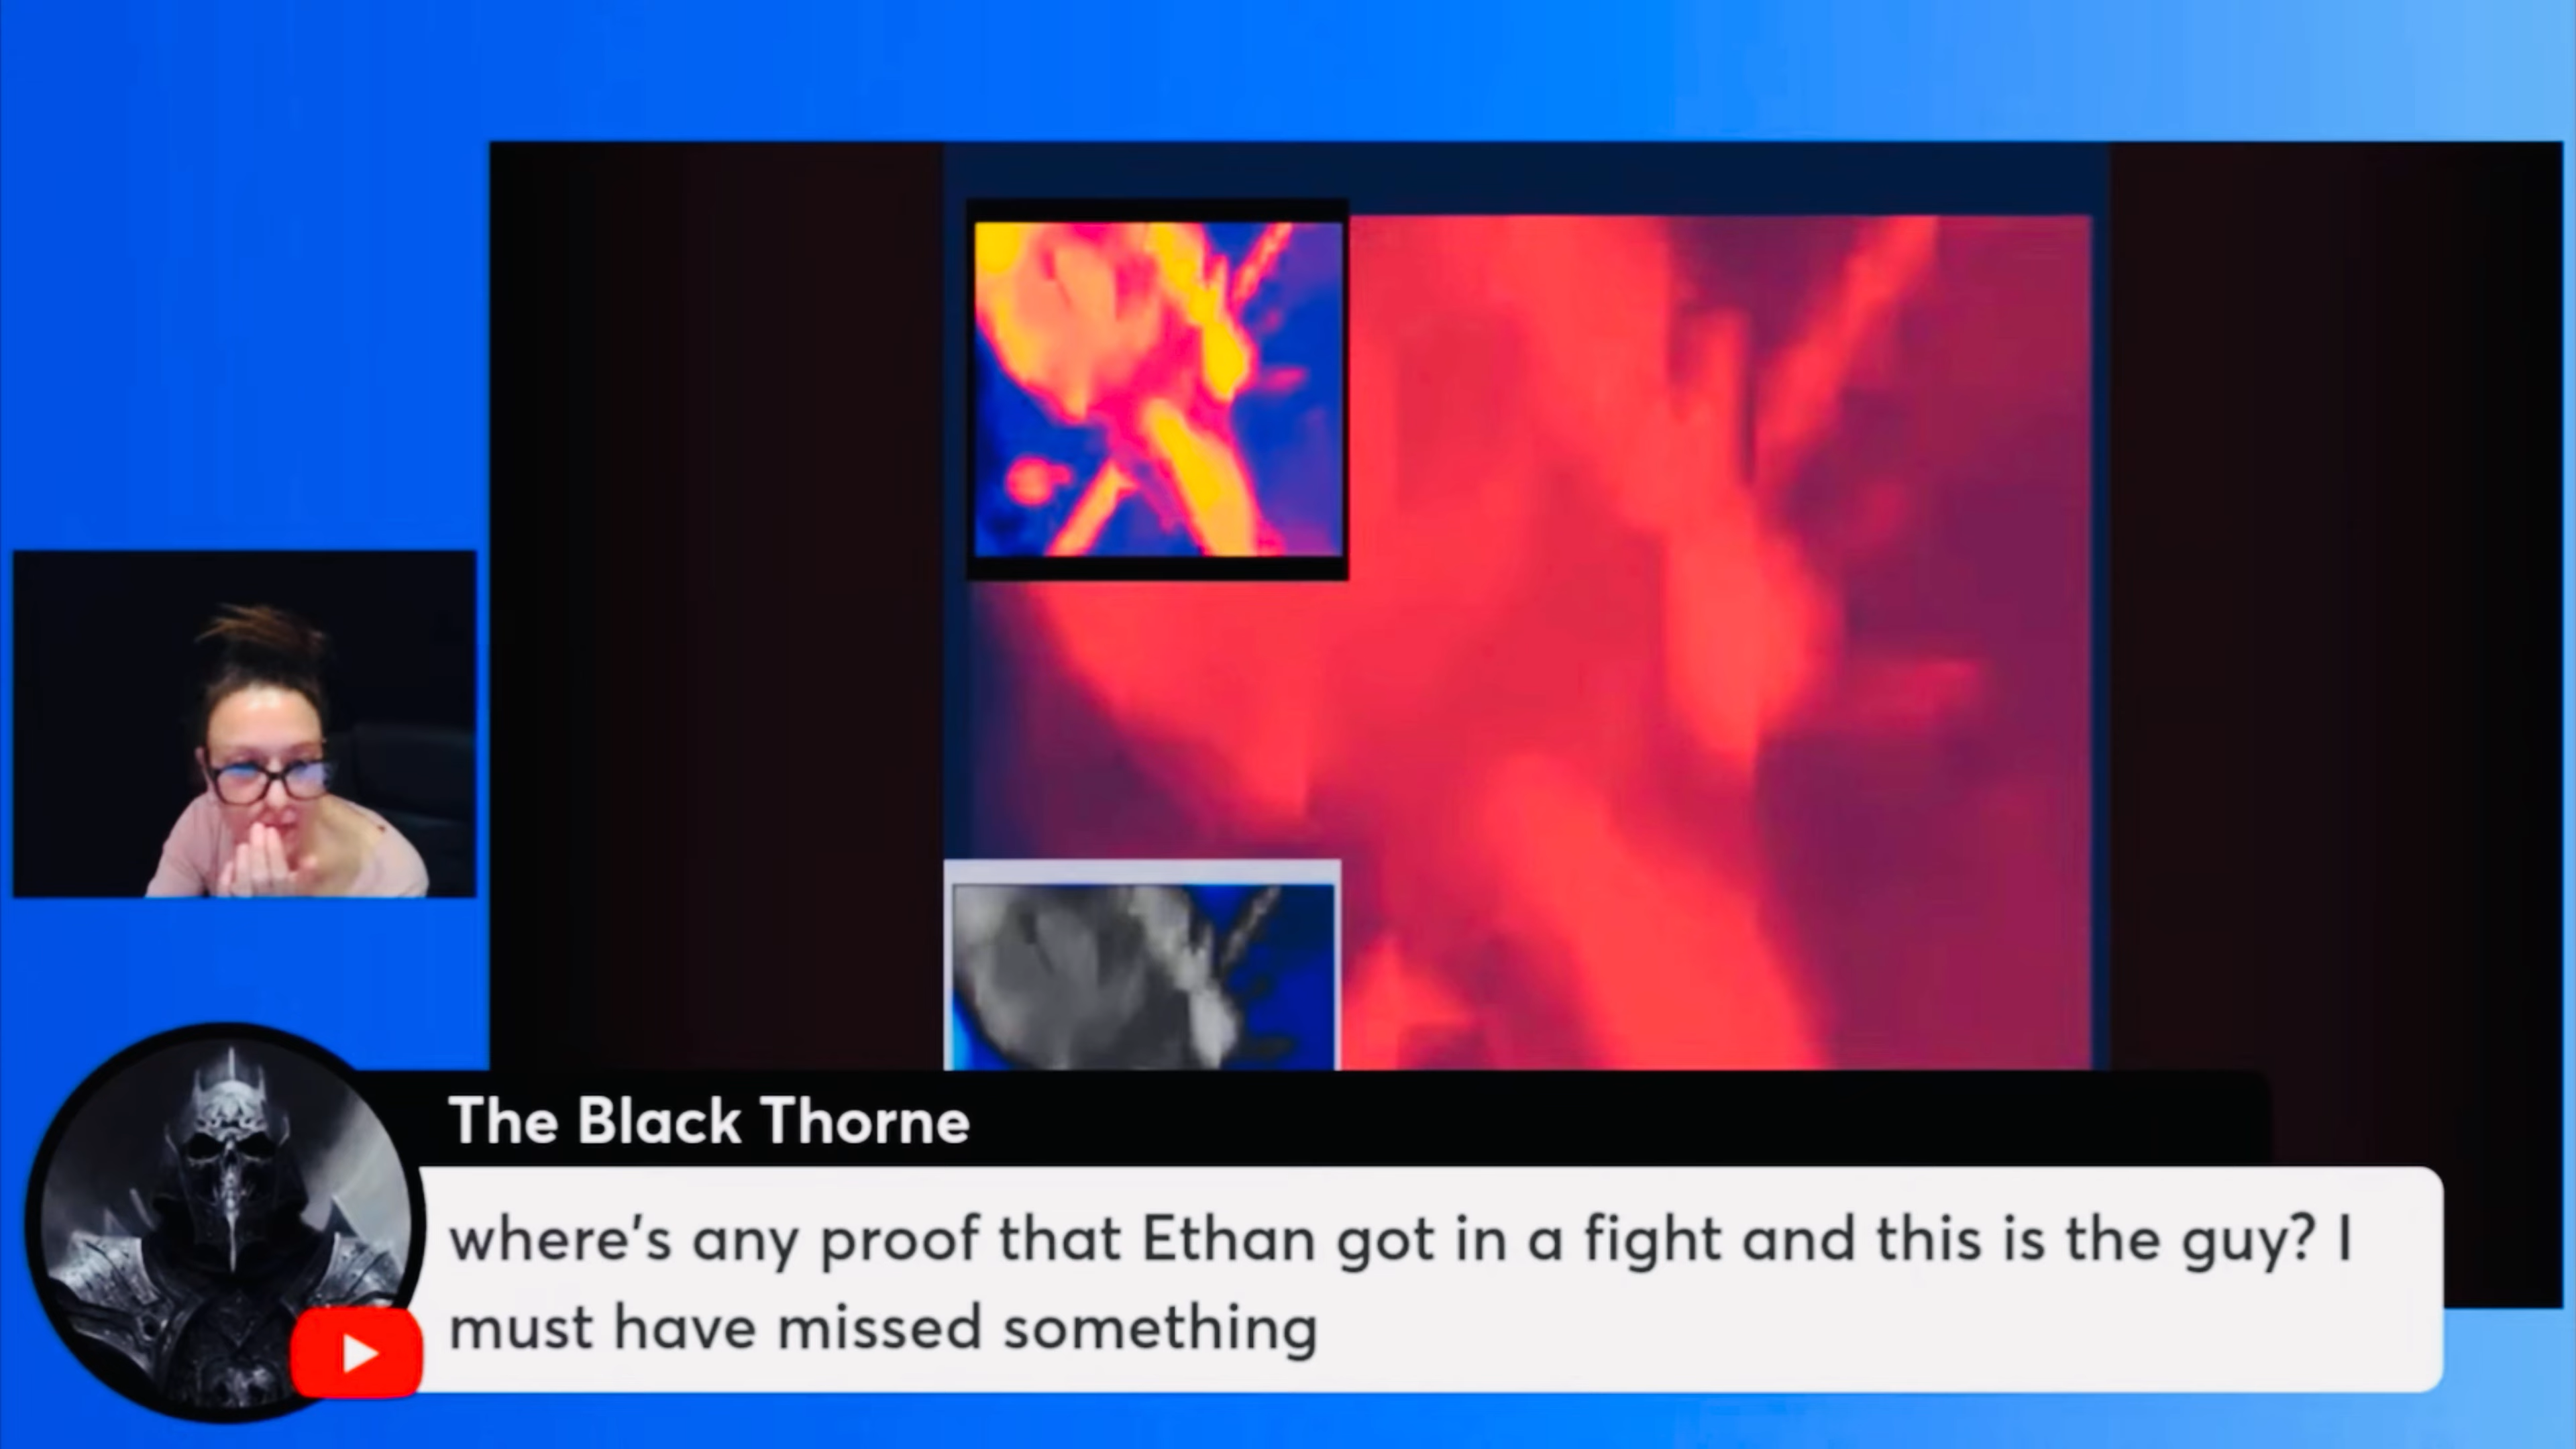 The Black Thorne
where's any proof that Ethan got in a fight and this is the guy? I
must have missed something